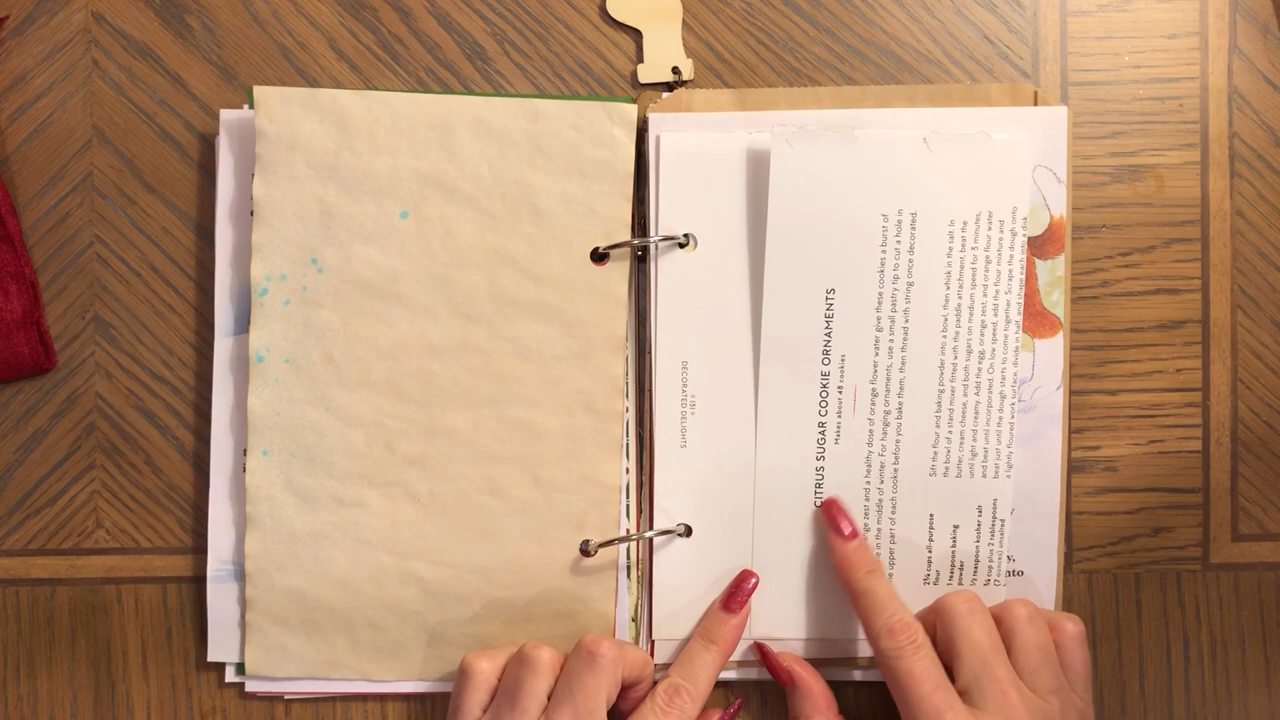 DECORATED DELIGHTS
151
CITRUS SUGAR COOKIE ORNAMENTS
Makes about 48 cookies
zest and a healthy dose of orange flower water give these cookies a burst of
in the middle of winter. For hanging ornaments, use a small pastry tip to cut a hole in
upper part of each cookie before you bake them, then thread with string once decorated.
2¾ cups all-purpose
flour
1 teaspoon baking
powder
½ teaspoon kosher salt
¾ cup plus 2 tablespoons
(7 ounces) unsalted
Sift the flour and baking powder into a bowl, then whisk in the salt. In
the bowl of a stand mixer fitted with the paddle attachment, beat the
butter, cream cheese, and both sugars on medium speed for 3 minutes,
until light and creamy. Add the egg, orange zest, and orange flour water
and beat until incorporated. On low speed, add the flour mixture and
beat just until the dough starts to come together. Scrape the dough onto
a lightly floured work surface, divide in half, and shape each into a disk